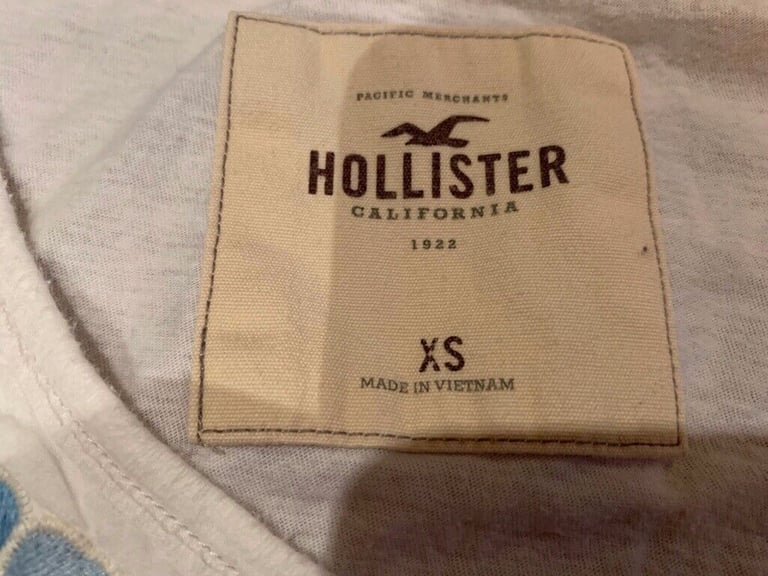 PACIFIC MERCHANTS
HOLLISTER
CALIFORNIA
1922
XS
MADE IN VIETNAM